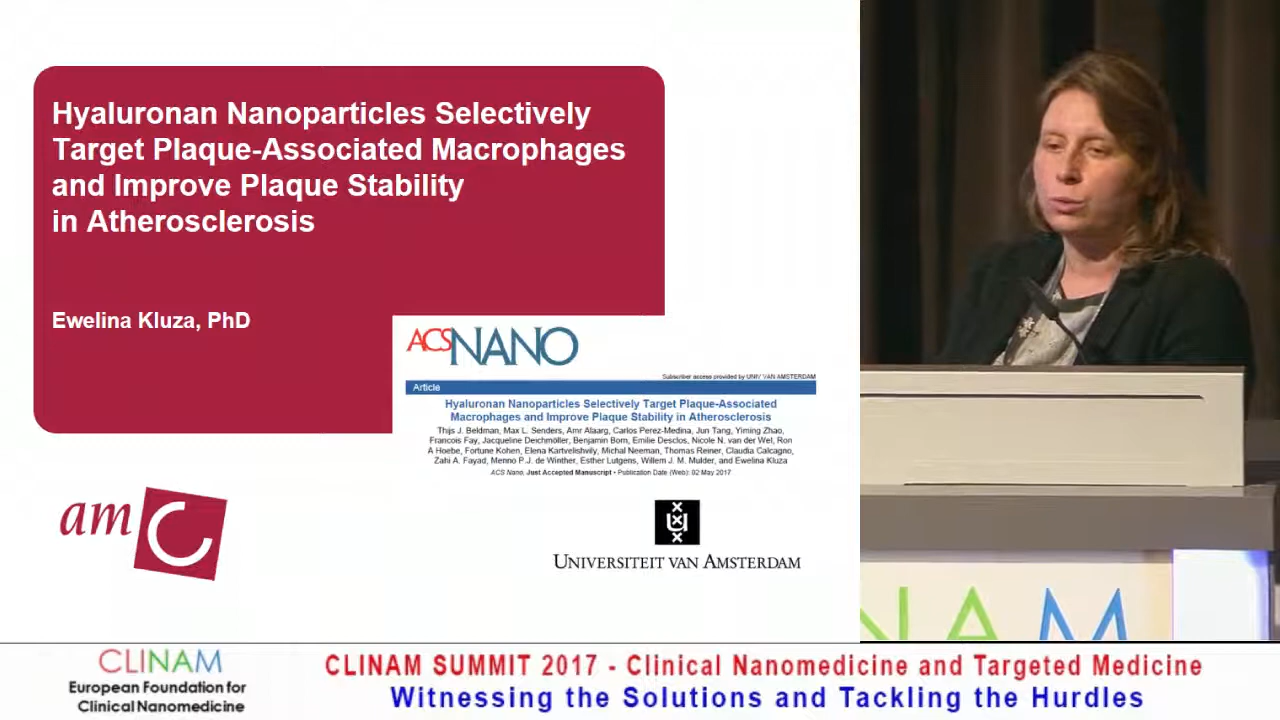 Hyaluronan Nanoparticles Selectively
Target Plaque-Associated Macrophages
and Improve Plaque Stability
in Atherosclerosis
Ewelina Kluza, PhD
ACSNANO
Subscriber access provided by UNIV VAN AMSTERDAM
Article
Hyaluronan Nanoparticles Selectively Target Plaque-Associated
Macrophages and Improve Plaque Stability in Atherosclerosis
Thijs J. Beldman, Max L. Senders, Amr Alaarg, Carlos Perez-Medina, Jun Tang, Yiming Zhao,
Francois Fay, Jacqueline Deichmöller, Benjamin Born, Emilie Desclos, Nicole N. van der Wel, Ron
A Hoebe, Fortune Kohen, Elena Kartvelishvily, Michal Neeman, Thomas Reiner, Claudia Calcagno,
Zahi A. Fayad, Menno P.J. de Winther, Esther Lutgens, Willem J. M. Mulder, and Ewelina Kluza
ACS Nano, Just Accepted Manuscript • Publication Date (Web): 02 May 2017
amC
UNIVERSITEIT VAN AMSTERDAM
LINAM
CLINAM
European Foundation for
Clinical Nanomedicine
CLINAM SUMMIT 2017 - Clinical Nanomedicine and Targeted Medicine
Witnessing the Solutions and Tackling the Hurdles